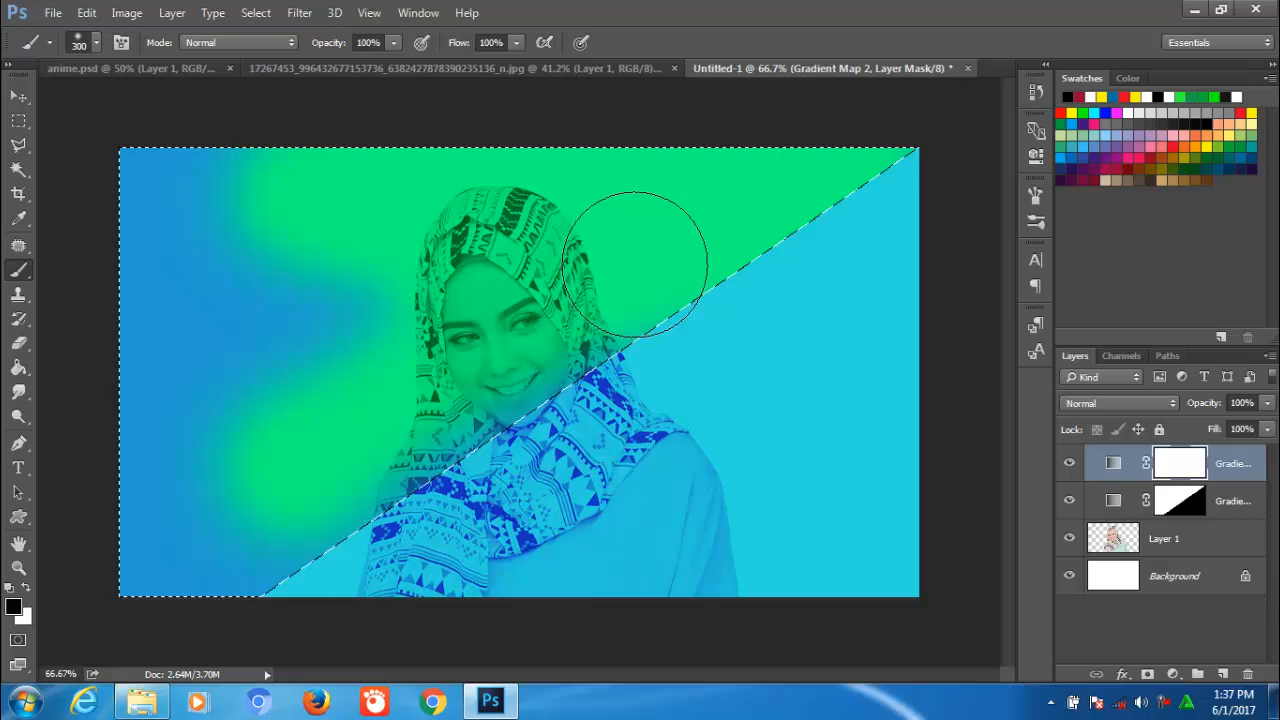 Ps File Edit Image Layer Type Select Filter 3D View Window Help
300 Mode: Normal Opacity: 100% Flow: 100% Essentials
anime.psd @ 50% (Layer 1, RGB/... × 17267453_996432677153736_6382427878390235136_n.jpg @ 41.2% (Layer 1, RGB/8)... × Untitled-1 @ 66.7% (Gradient Map 2, Layer Mask/8) * ×
Swatches Color
Layers Channels Paths
Kind
Normal Opacity: 100%
Lock: Fill: 100%
Gradie...
Gradie...
Layer 1
Background
66.67% Doc: 2.64M/3.70M
Ps
1:37 PM
6/1/2017